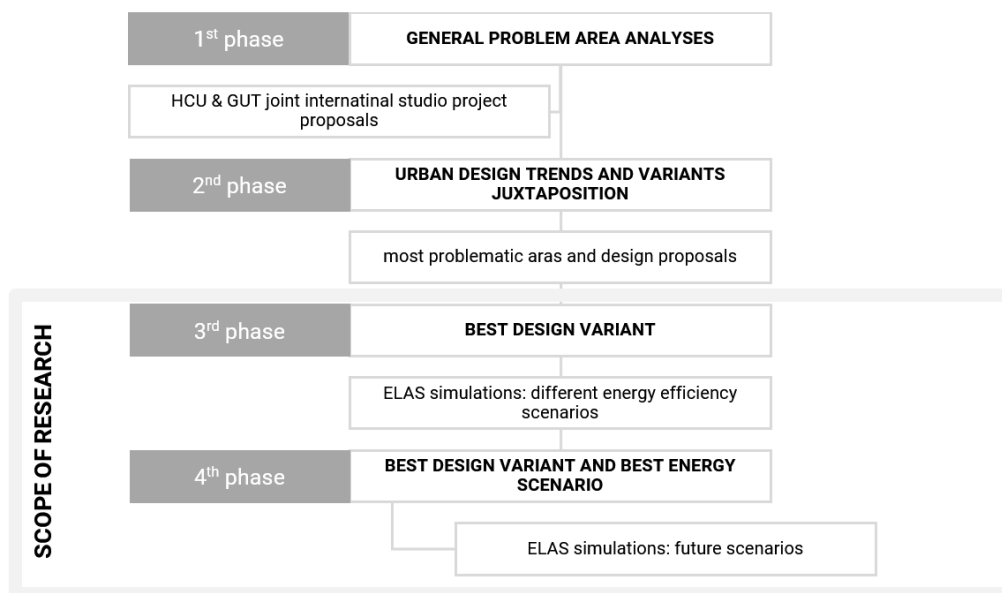 1st phase
GENERAL PROBLEM AREA ANALYSES
HCU & GUT joint internatinal studio project
proposals
2nd phase
URBAN DESIGN TRENDS AND VARIANTS
JUXTAPOSITION
most problematic aras and design proposals
SCOPE OF RESEARCH
3rd phase
BEST DESIGN VARIANT
ELAS simulations: different energy efficiency
scenarios
4th phase
BEST DESIGN VARIANT AND BEST ENERGY
SCENARIO
ELAS simulations: future scenarios